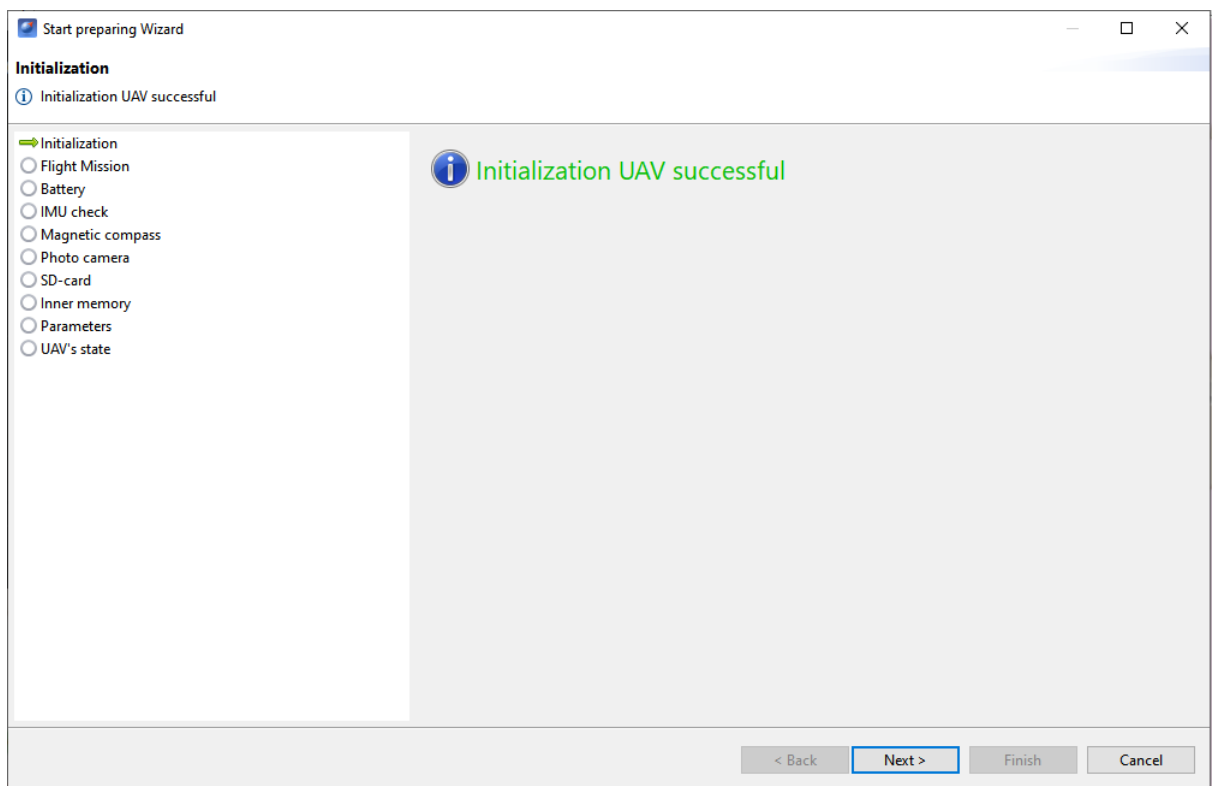 Start preparing Wizard
Initialization
Initialization UAV successful
Initialization
Flight Mission
Battery
IMU check
Magnetic compass
Photo camera
SD-card
Inner memory
Parameters
UAV's state
Initialization UAV successful
< Back Next > Finish Cancel